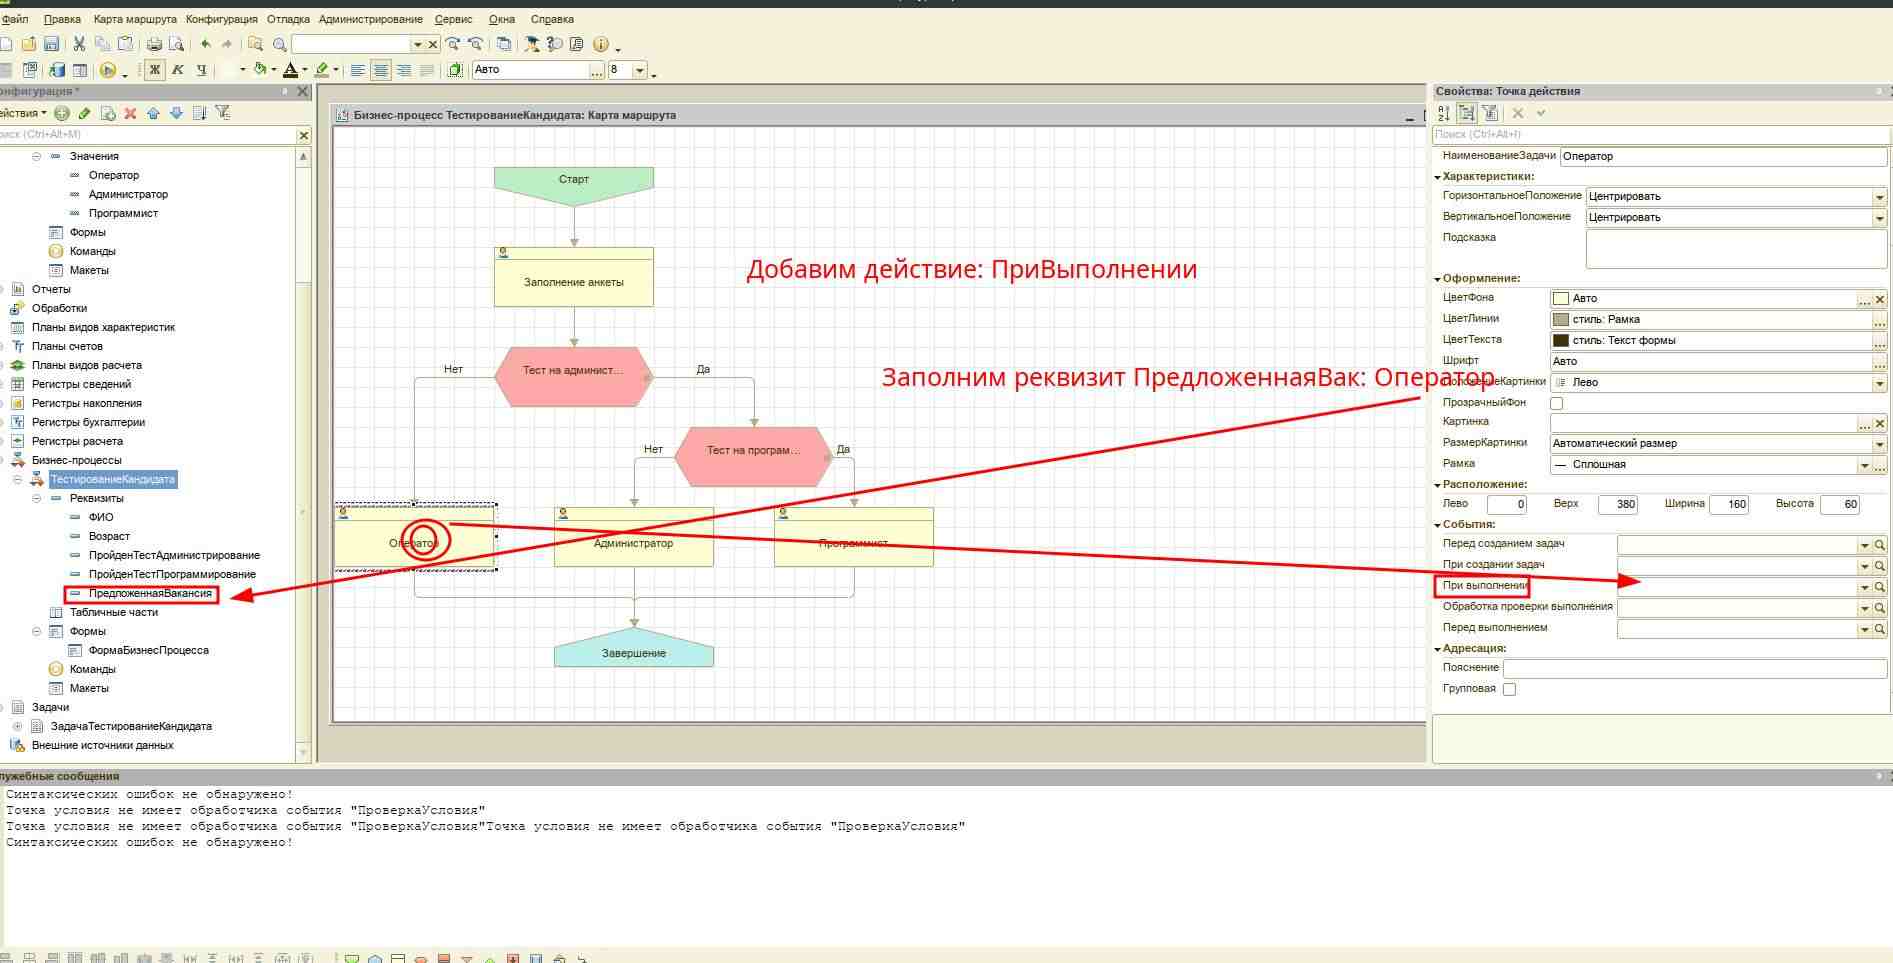 Файл Правка Карта маршрута Конфигурация Отладка Администрирование Сервис Окна Справка
Ж К Ч А Авто ... 8
онфигурация *
ействия
оиск (Ctrl+Alt+M)
Значения
Оператор
Администратор
Программист
Формы
Команды
Макеты
Отчеты
Обработки
Планы видов характеристик
Планы счетов
Планы видов расчета
Регистры сведений
Регистры накопления
Регистры бухгалтерии
Регистры расчета
Бизнес-процессы
ТестированиеКандидата
Реквизиты
ФИО
Возраст
ПройденТестАдминистрирование
ПройденТестПрограммирование
ПредложеннаяВакансия
Табличные части
Формы
ФормаБизнесПроцесса
Команды
Макеты
Задачи
ЗадачаТестированиеКандидата
Внешние источники данных
Бизнес-процесс ТестированиеКандидата: Карта маршрута
Старт
Заполнение анкеты
Добавим действие: ПриВыполнении
Тест на админист...
Нет
Да
Заполним реквизит ПредложеннаяВак: Оператор
Тест на програм...
Нет
Да
Оператор
Администратор
Программист
Завершение
Свойства: Точка действия
Поиск (Ctrl+Alt+I)
НаименованиеЗадачи Оператор
Характеристики:
ГоризонтальноеПоложение Центрировать
ВертикальноеПоложение Центрировать
Подсказка
Оформление:
ЦветФона Авто
ЦветЛинии стиль: Рамка
ЦветТекста стиль: Текст формы
Шрифт Авто
ПоложениеКартинки Лево
ПрозрачныйФон
Картинка
РазмерКартинки Автоматический размер
Рамка Сплошная
Расположение:
Лево 0 Верх 380 Ширина 160 Высота 60
События:
Перед созданием задач
При создании задач
При выполнении
Обработка проверки выполнения
Перед выполнением
Адресация:
Пояснение
Групповая
лужебные сообщения
Синтаксических ошибок не обнаружено!
Точка условия не имеет обработчика события "ПроверкаУсловия"
Точка условия не имеет обработчика события "ПроверкаУсловия"Точка условия не имеет обработчика события "ПроверкаУсловия"
Синтаксических ошибок не обнаружено!